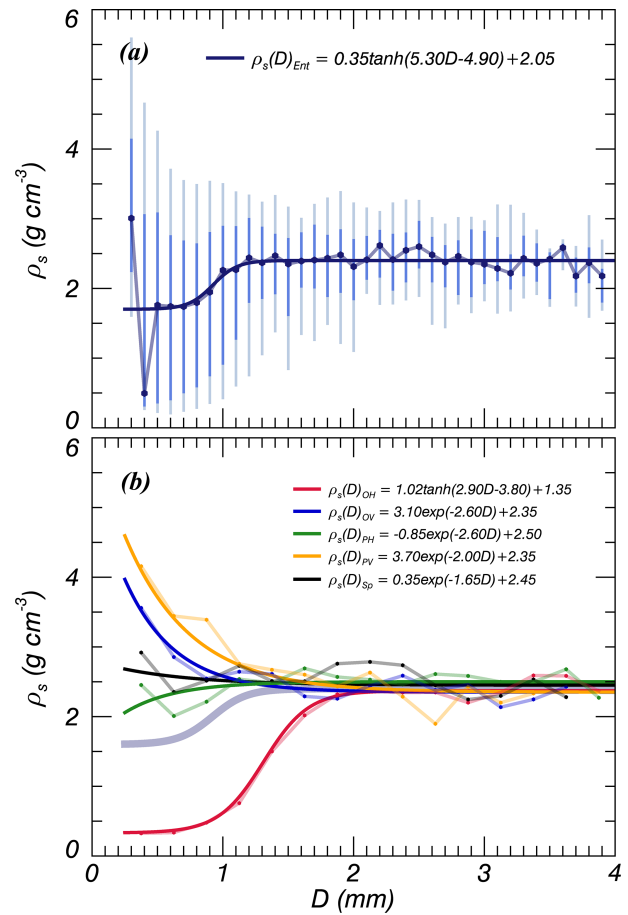 6
(a)
ρs(D)Ent = 0.35tanh(5.30D-4.90)+2.05
4
ρs (g cm-3)
2
0
6
(b)
ρs(D)OH = 1.02tanh(2.90D-3.80)+1.35
ρs(D)OV = 3.10exp(-2.60D)+2.35
ρs(D)PH = -0.85exp(-2.60D)+2.50
ρs(D)PV = 3.70exp(-2.00D)+2.35
ρs(D)Sp = 0.35exp(-1.65D)+2.45
4
ρs (g cm-3)
2
0
0 1 2 3 4
D (mm)